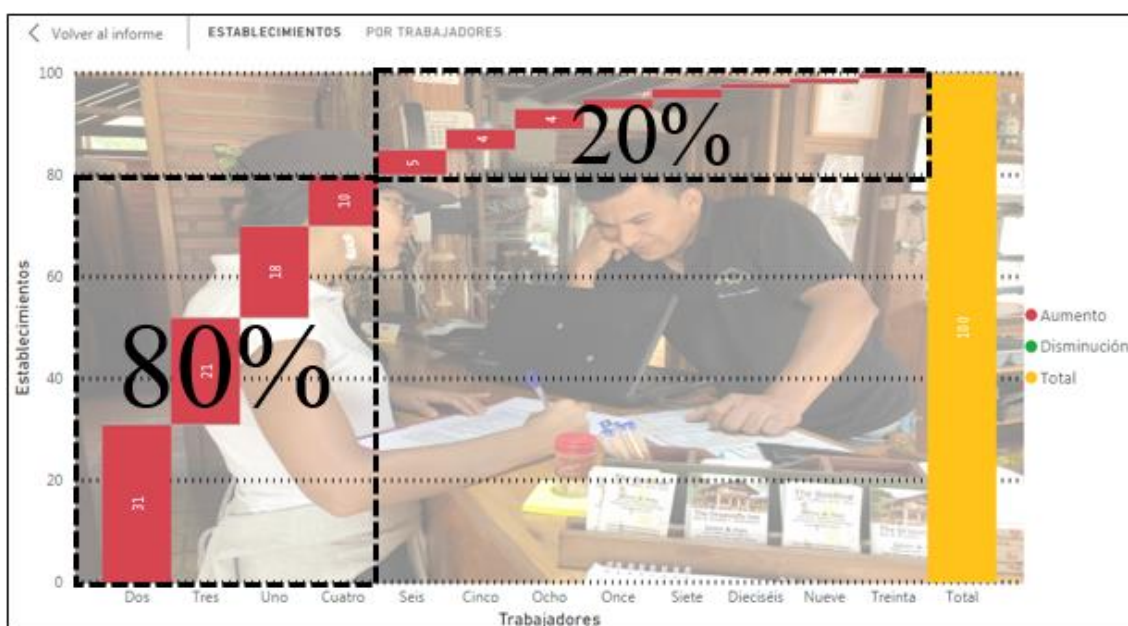 Volver al informe
ESTABLECIMIENTOS POR TRABAJADORES
100
80
60
40
20
0
Establecimientos
31
21
18
10
5
4
4
100
80%
20%
Dos Tres Uno Cuatro Seis Cinco Ocho Once Siete Dieciséis Nueve Treinta Total
Trabajadores
Aumento
Disminución
Total